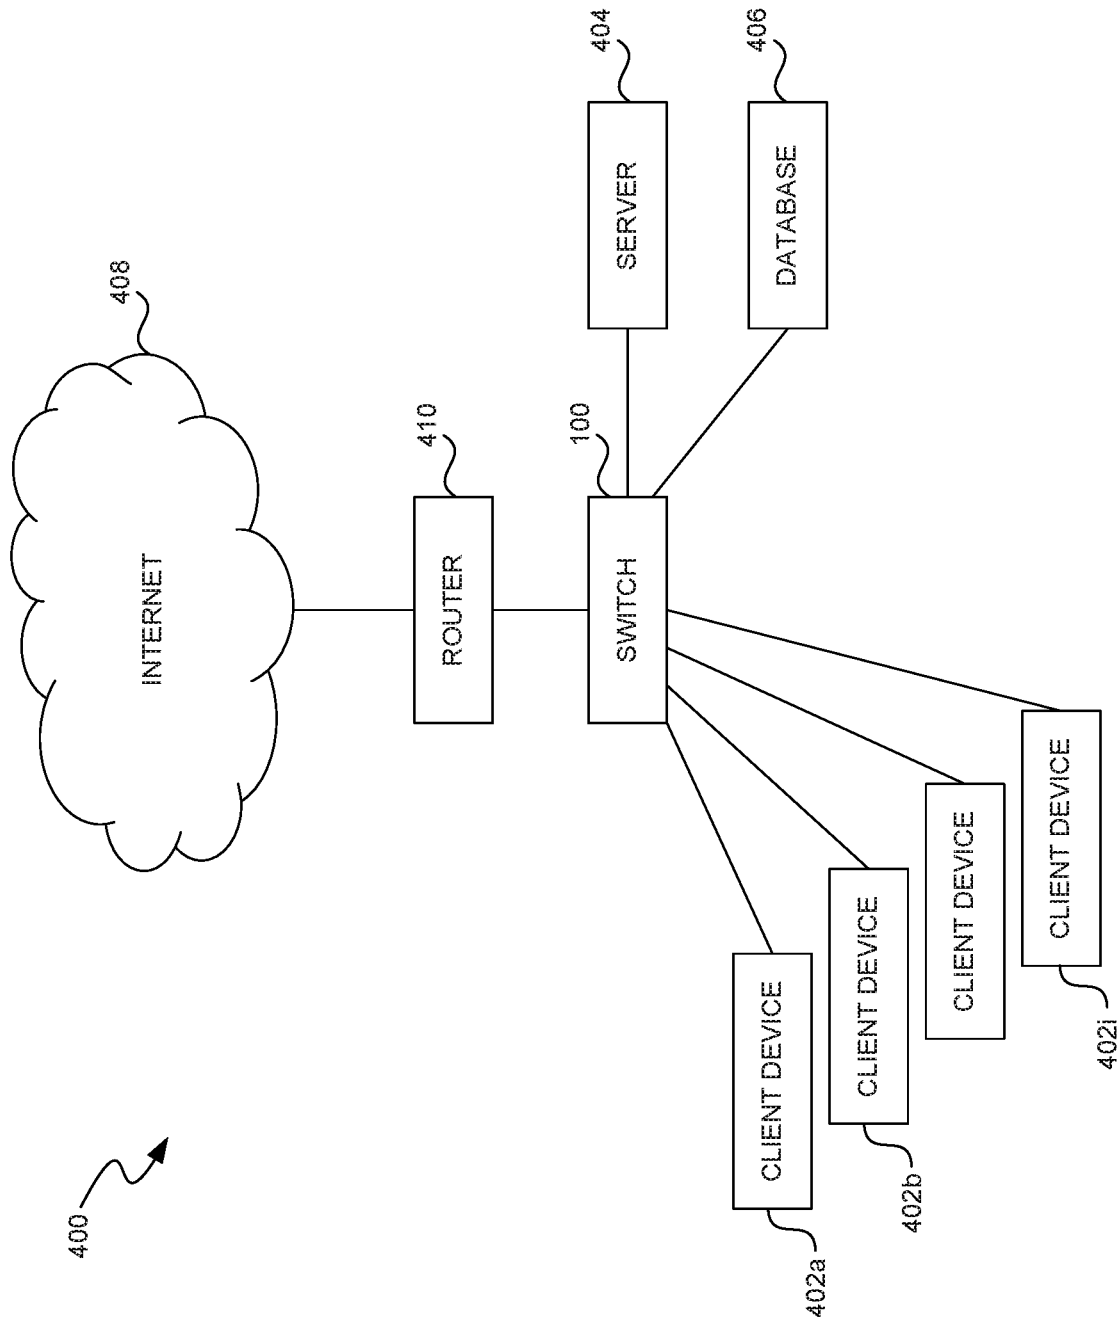 400
INTERNET
408
ROUTER
410
SWITCH
100
SERVER
404
DATABASE
406
CLIENT DEVICE
402a
CLIENT DEVICE
402b
CLIENT DEVICE
CLIENT DEVICE
402i